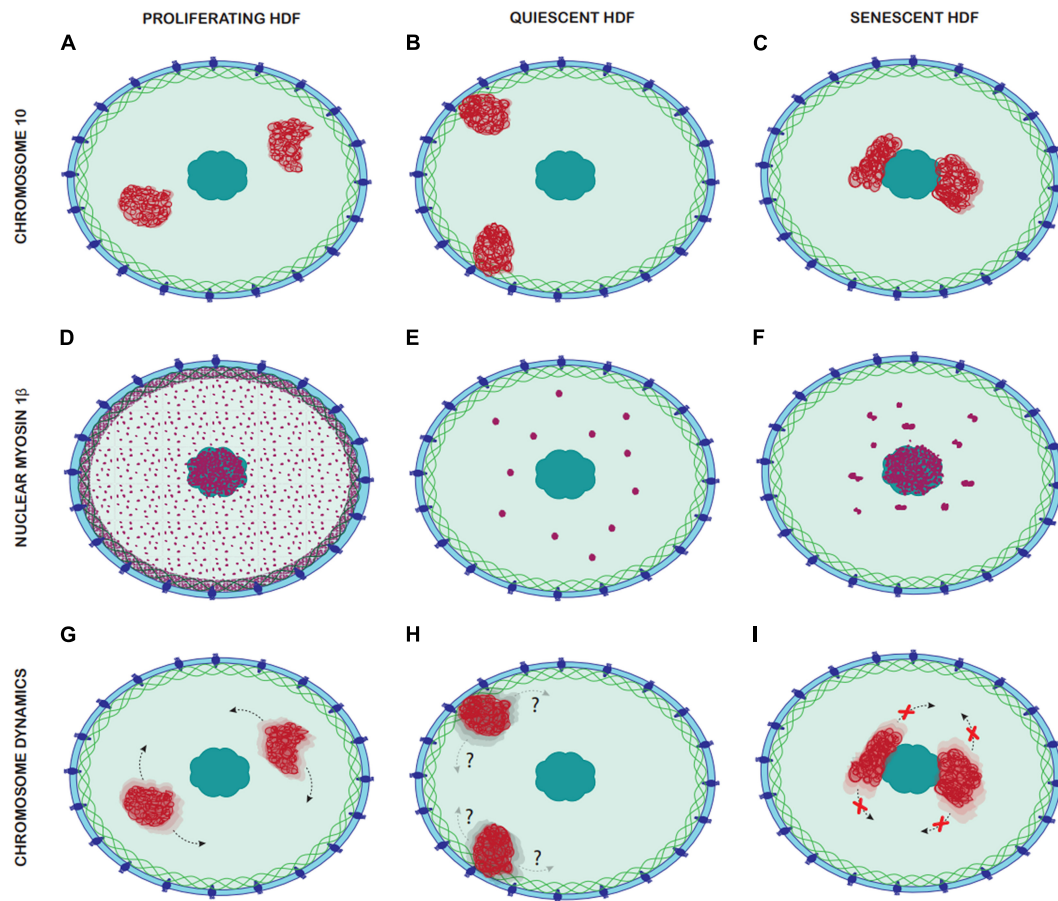 PROLIFERATING HDF
QUIESCENT HDF
SENESCENT HDF
A
B
C
CHROMOSOME 10
D
E
F
NUCLEAR MYOSIN 1β
G
H
I
CHROMOSOME DYNAMICS
?
?
?
?